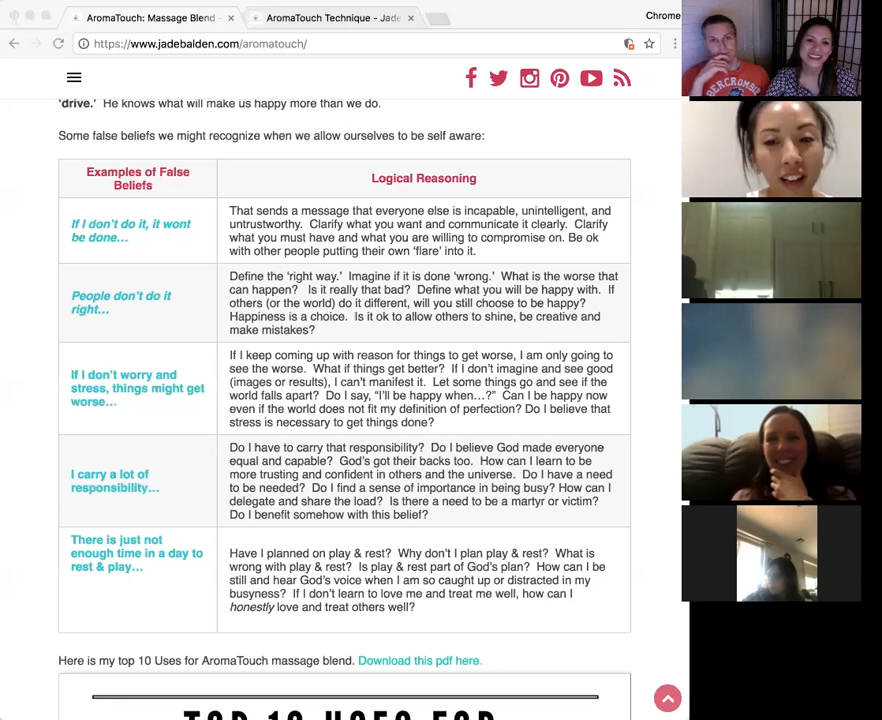 AromaTouch: Massage Blend -
AromaTouch Technique - Jade
Chrome
https://www.jadebalden.com/aromatouch/
'drive.'  He knows what will make us happy more than we do.
Some false beliefs we might recognize when we allow ourselves to be self aware:
Examples of False
Beliefs
Logical Reasoning
If I don't do it, it wont
be done…
That sends a message that everyone else is incapable, unintelligent, and
untrustworthy.  Clarify what you want and communicate it clearly.  Clarify
what you must have and what you are willing to compromise on. Be ok
with other people putting their own 'flare' into it.
People don't do it
right…
Define the 'right way.'  Imagine if it is done 'wrong.'  What is the worse that
can happen?   Is it really that bad?  Define what you will be happy with.  If
others (or the world) do it different, will you still choose to be happy?
Happiness is a choice.  Is it ok to allow others to shine, be creative and
make mistakes?
If I don't worry and
stress, things might get
worse…
If I keep coming up with reason for things to get worse, I am only going to
see the worse.  What if things get better?  If I don't imagine and see good
(images or results), I can't manifest it.  Let some things go and see if the
world falls apart?  Do I say, "I'll be happy when…?"  Can I be happy now
even if the world does not fit my definition of perfection? Do I believe that
stress is necessary to get things done?
I carry a lot of
responsibility…
Do I have to carry that responsibility?  Do I believe God made everyone
equal and capable?  God's got their backs too.  How can I learn to be
more trusting and confident in others and the universe.  Do I have a need
to be needed?  Do I find a sense of importance in being busy? How can I
delegate and share the load?  Is there a need to be a martyr or victim?
Do I benefit somehow with this belief?
There is just not
enough time in a day to
rest & play…
Have I planned on play & rest?  Why don't I plan play & rest?  What is
wrong with play & rest?  Is play & rest part of God's plan?  How can I be
still and hear God's voice when I am so caught up or distracted in my
busyness?  If I don't learn to love me and treat me well, how can I
honestly love and treat others well?
Here is my top 10 Uses for AromaTouch massage blend. Download this pdf here.
TOP 10 USES FOR
ABERCROMBIE